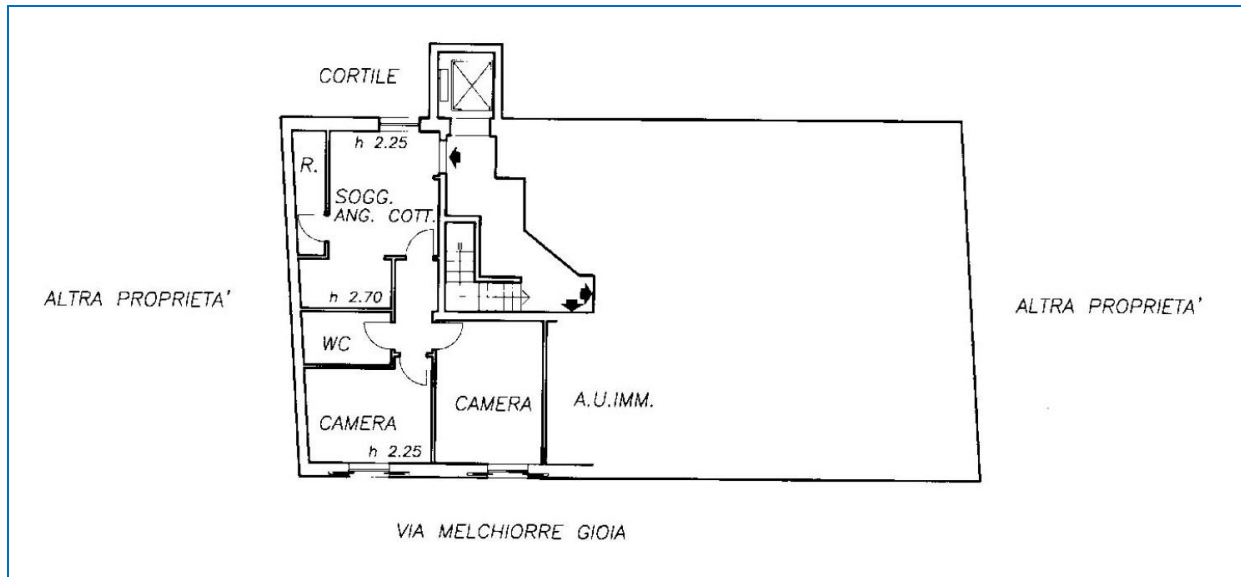 CORTILE
h 2.25
R.
SOGG.
ANG. COTT.
ALTRA PROPRIETA'
h 2.70
ALTRA PROPRIETA'
WC
CAMERA
A.U.IMM.
CAMERA
h 2.25
VIA MELCHIORRE GIOIA